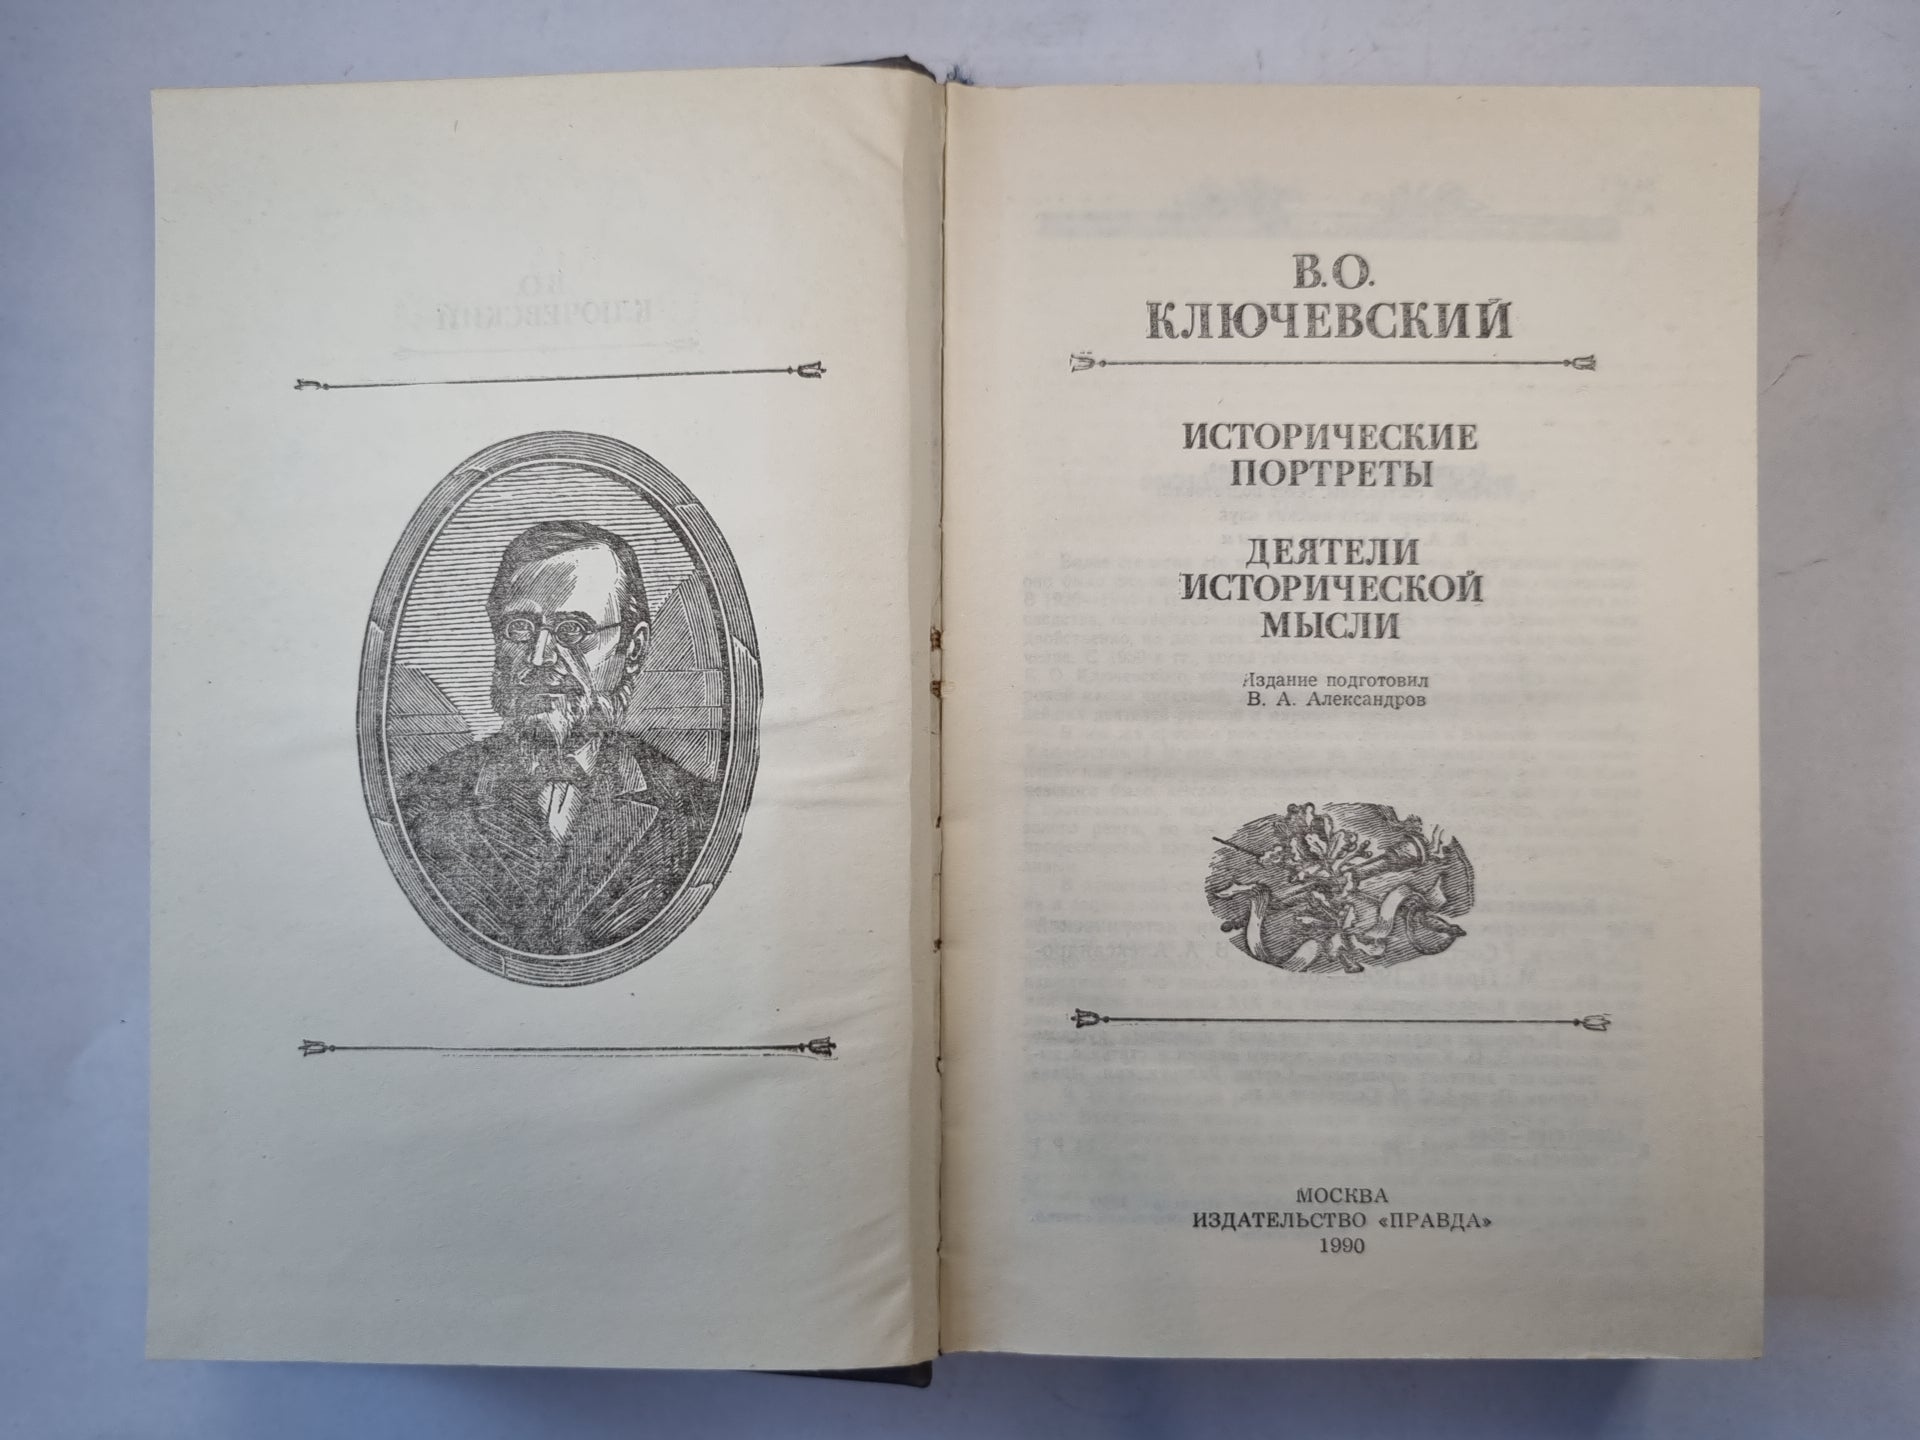 В.О.
КЛЮЧЕВСКИЙ
ИСТОРИЧЕСКИЕ
ПОРТРЕТЫ
ДЕЯТЕЛИ
ИСТОРИЧЕСКОЙ
МЫСЛИ
Издание подготовил
В. А. Александров
МОСКВА
ИЗДАТЕЛЬСТВО «ПРАВДА»
1990